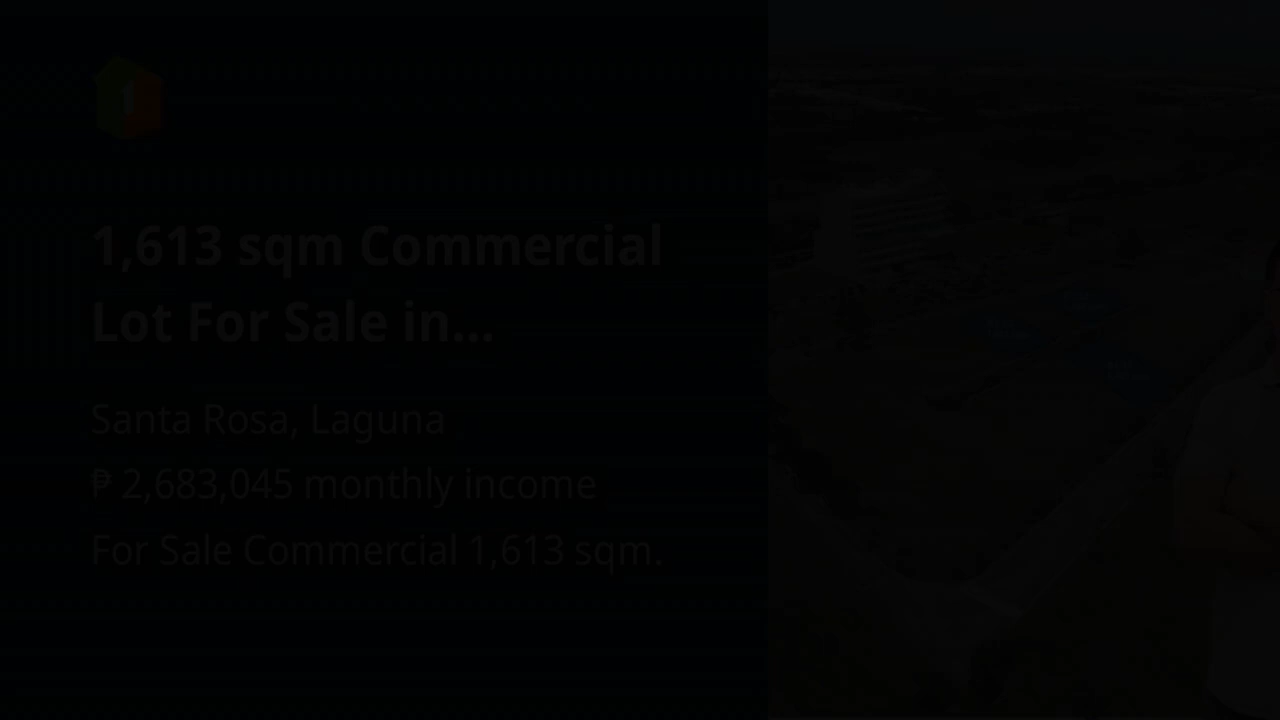 1,613 sqm Commercial
Lot For Sale in...
Santa Rosa, Laguna
₱ 2,683,045 monthly income
For Sale Commercial 1,613 sqm.